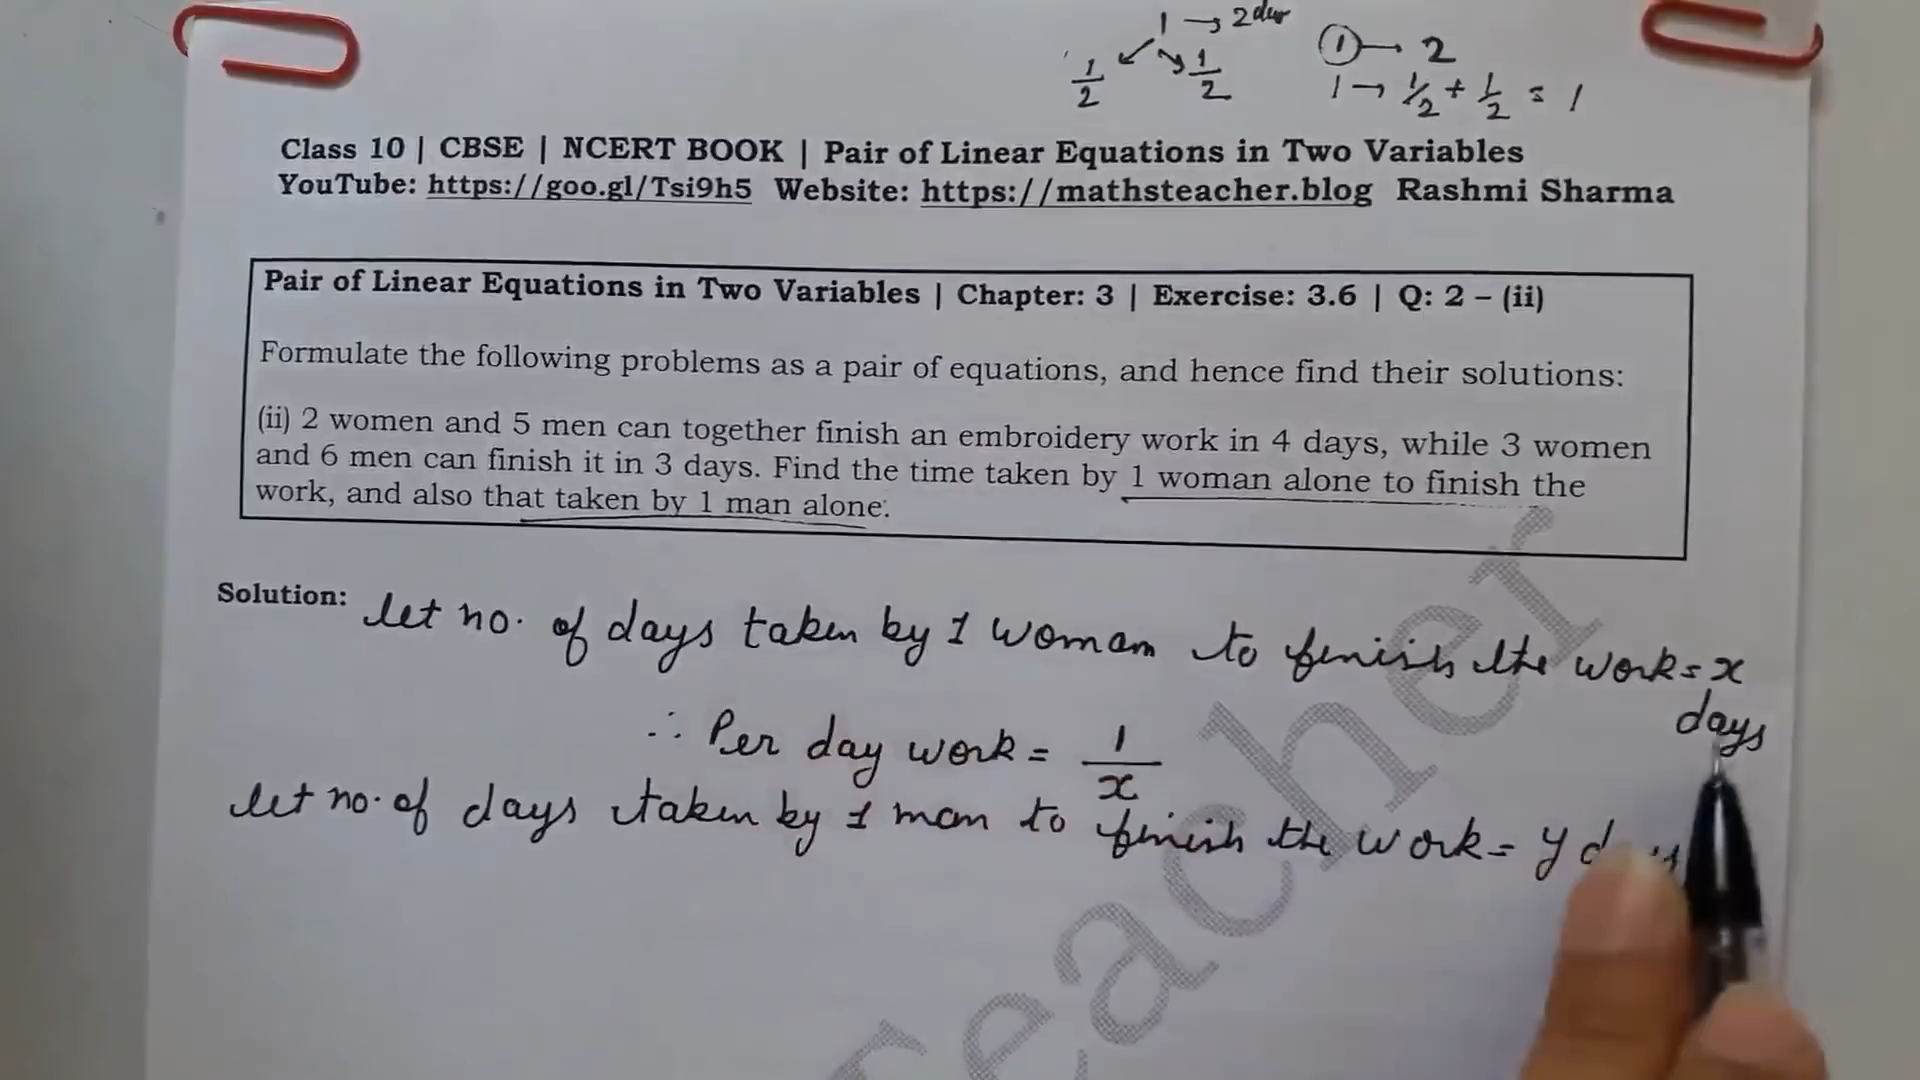 1 → 2 day
1/2 1/2
1 → 2
1 → 1/2 + 1/2 = 1
Class 10 | CBSE | NCERT BOOK | Pair of Linear Equations in Two Variables
YouTube: https://goo.gl/Tsi9h5 Website: https://mathsteacher.blog Rashmi Sharma
Pair of Linear Equations in Two Variables | Chapter: 3 | Exercise: 3.6 | Q: 2 – (ii)
Formulate the following problems as a pair of equations, and hence find their solutions:
(ii) 2 women and 5 men can together finish an embroidery work in 4 days, while 3 women
and 6 men can finish it in 3 days. Find the time taken by 1 woman alone to finish the
work, and also that taken by 1 man alone.
Solution: let no. of days taken by 1 woman to finish the work = x
days
∴ Per day work = 1/x
let no. of days taken by 1 man to finish the work = y